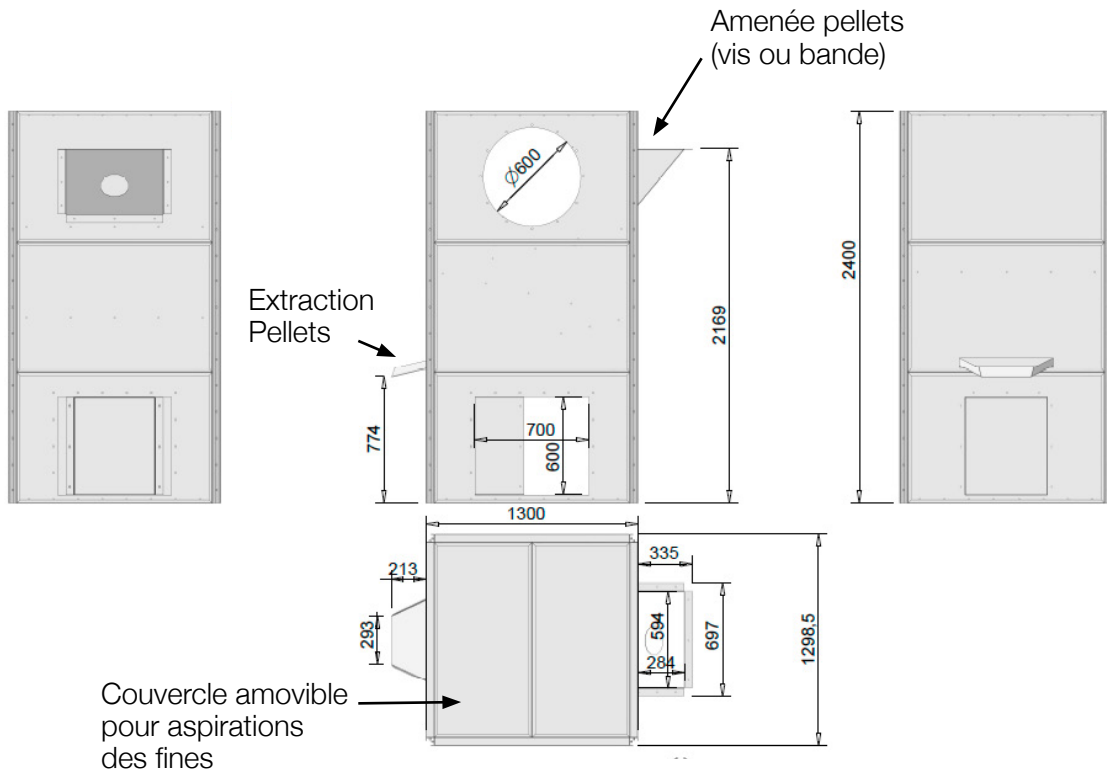 Amenée pellets
(vis ou bande)
Ø600
2400
2169
Extraction
Pellets
774
700
600
1300
213
335
293
594
697
284
1298,5
Couvercle amovible
pour aspirations
des fines